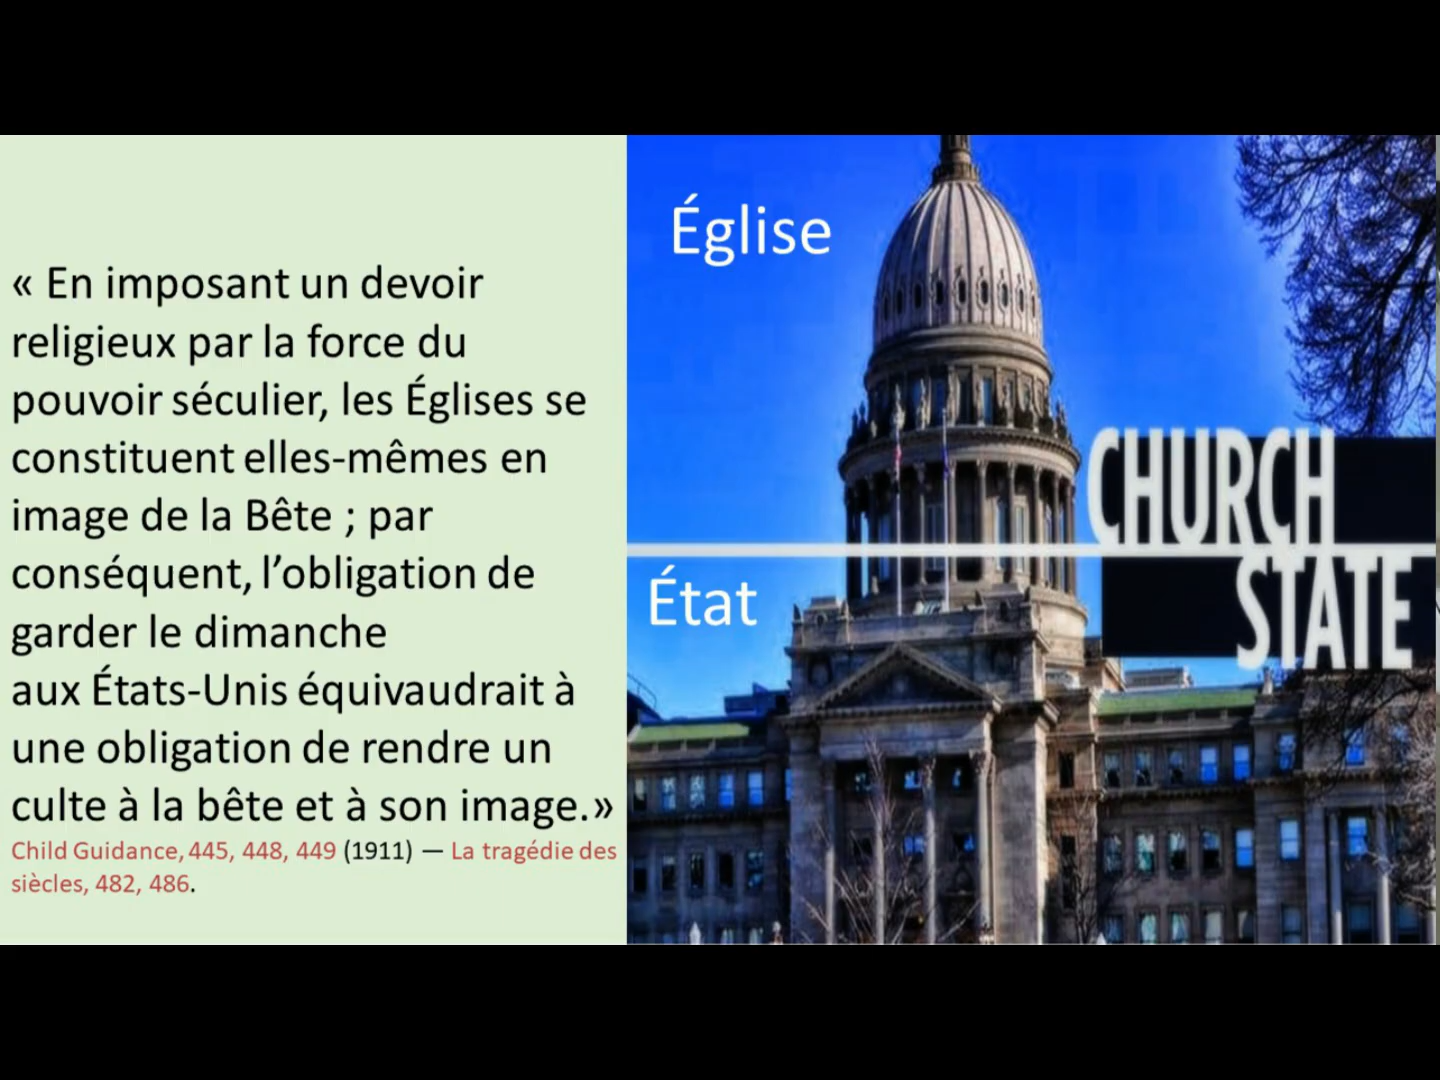 « En imposant un devoir
religieux par la force du
pouvoir séculier, les Églises se
constituent elles-mêmes en
image de la Bête ; par
conséquent, l’obligation de
garder le dimanche
aux États-Unis équivaudrait à
une obligation de rendre un
culte à la bête et à son image.»
Child Guidance, 445, 448, 449 (1911) — La tragédie des
siècles, 482, 486.
Église
CHURCH
État
STATE